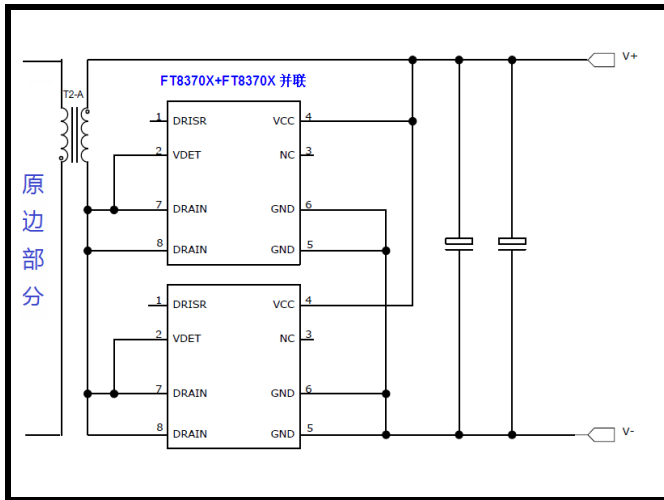 FT8370X+FT8370X 并联
V+
T2-A
1 DRISR VCC 4
2 VDET NC 3
7 DRAIN GND 6
8 DRAIN GND 5
原
边
部
分
1 DRISR VCC 4
2 VDET NC 3
7 DRAIN GND 6
8 DRAIN GND 5
V-